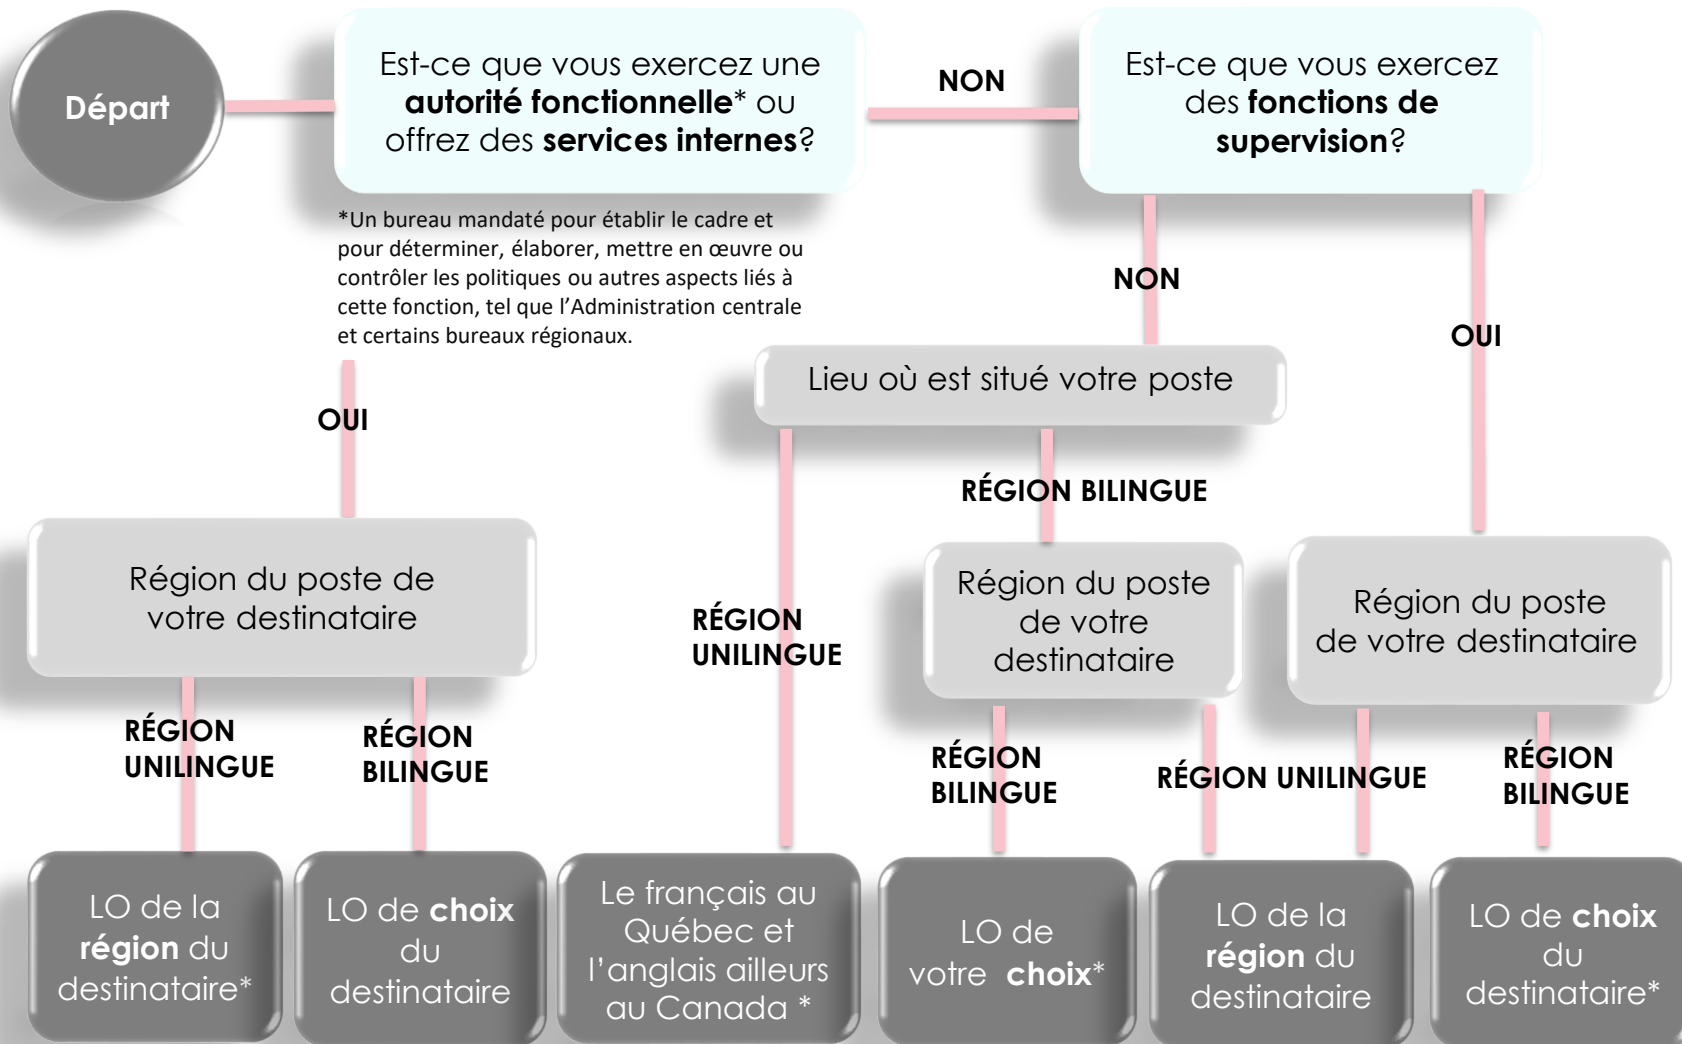 Départ
Est-ce que vous exercez une
autorité fonctionnelle* ou
offrez des services internes?
NON
Est-ce que vous exercez
des fonctions de
supervision?
*Un bureau mandaté pour établir le cadre et
pour déterminer, élaborer, mettre en œuvre ou
contrôler les politiques ou autres aspects liés à
cette fonction, tel que l'Administration centrale
et certains bureaux régionaux.
NON
OUI
Lieu où est situé votre poste
OUI
RÉGION BILINGUE
Région du poste de
votre destinataire
RÉGION
UNILINGUE
Région du poste
de votre
destinataire
Région du poste
de votre destinataire
RÉGION
UNILINGUE
RÉGION
BILINGUE
RÉGION
BILINGUE
RÉGION UNILINGUE
RÉGION
BILINGUE
LO de la
région du
destinataire*
LO de choix
du
destinataire
Le français au
Québec et
l'anglais ailleurs
au Canada *
LO de
votre choix*
LO de la
région du
destinataire
LO de choix
du
destinataire*